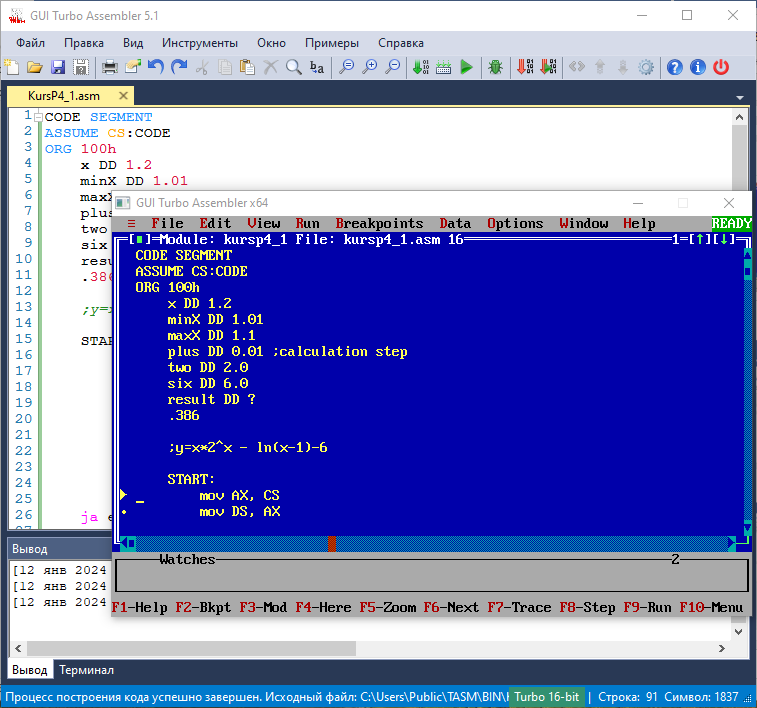 GUI Turbo Assembler 5.1
Файл Правка Вид Инструменты Окно Примеры Справка
KursP4_1.asm
1 CODE SEGMENT
2 ASSUME CS:CODE
3 ORG 100h
4 x DD 1.2
5 minX DD 1.01
6 maxX
7 plus
8 two
9 six
10 resu
11 .386
12
13 ;y=x
14
15 STAR
16
17
18
19
20
21
22
23
24
25
26 ja e
27
GUI Turbo Assembler x64
≡ File Edit View Run Breakpoints Data Options Window Help READY
[■]=Module: kursp4_1 File: kursp4_1.asm 16 1=[↑][↓]
CODE SEGMENT
ASSUME CS:CODE
ORG 100h
x DD 1.2
minX DD 1.01
maxX DD 1.1
plus DD 0.01 ;calculation step
two DD 2.0
six DD 6.0
result DD ?
.386
;y=x*2^x - ln(x-1)-6
START:
mov AX, CS
mov DS, AX
Watches 2
F1-Help F2-Bkpt F3-Mod F4-Here F5-Zoom F6-Next F7-Trace F8-Step F9-Run F10-Menu
Вывод
[12 янв 2024
[12 янв 2024
[12 янв 2024
Вывод Терминал
Процесс построения кода успешно завершен. Исходный файл: C:\Users\Public\TASM\BIN\ Turbo 16-bit | Строка: 91 Символ: 1837